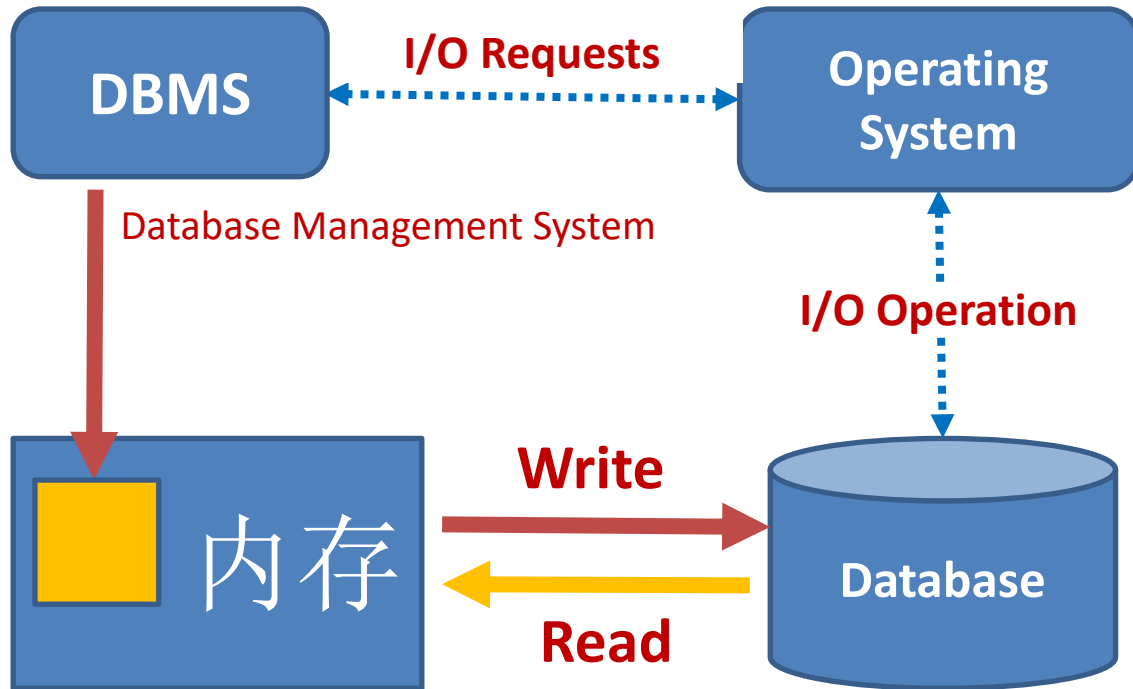 DBMS
I/O Requests
Operating
System
Database Management System
I/O Operation
内存
Write
Read
Database